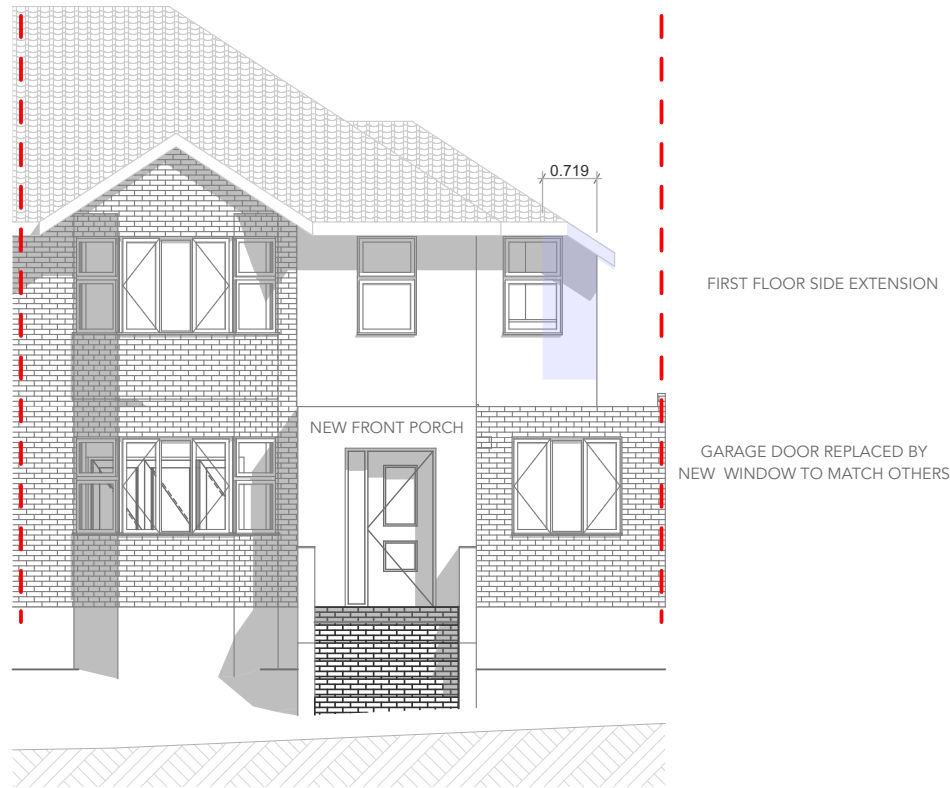 0.719
FIRST FLOOR SIDE EXTENSION
NEW FRONT PORCH
GARAGE DOOR REPLACED BY
NEW WINDOW TO MATCH OTHERS